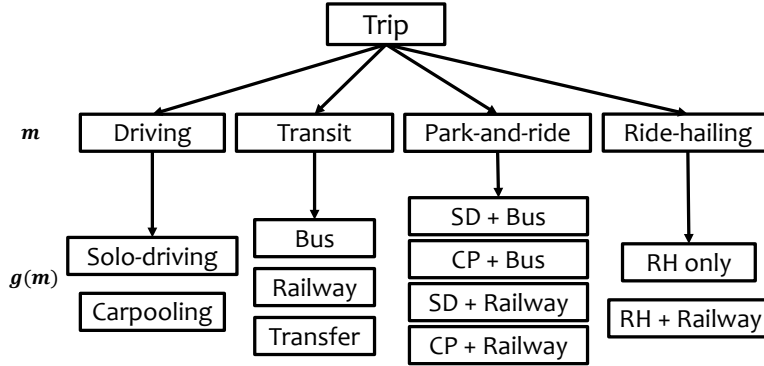 Trip
m
Driving
Transit
Park-and-ride
Ride-hailing
g(m)
Solo-driving
Carpooling
Bus
Railway
Transfer
SD + Bus
CP + Bus
SD + Railway
CP + Railway
RH only
RH + Railway